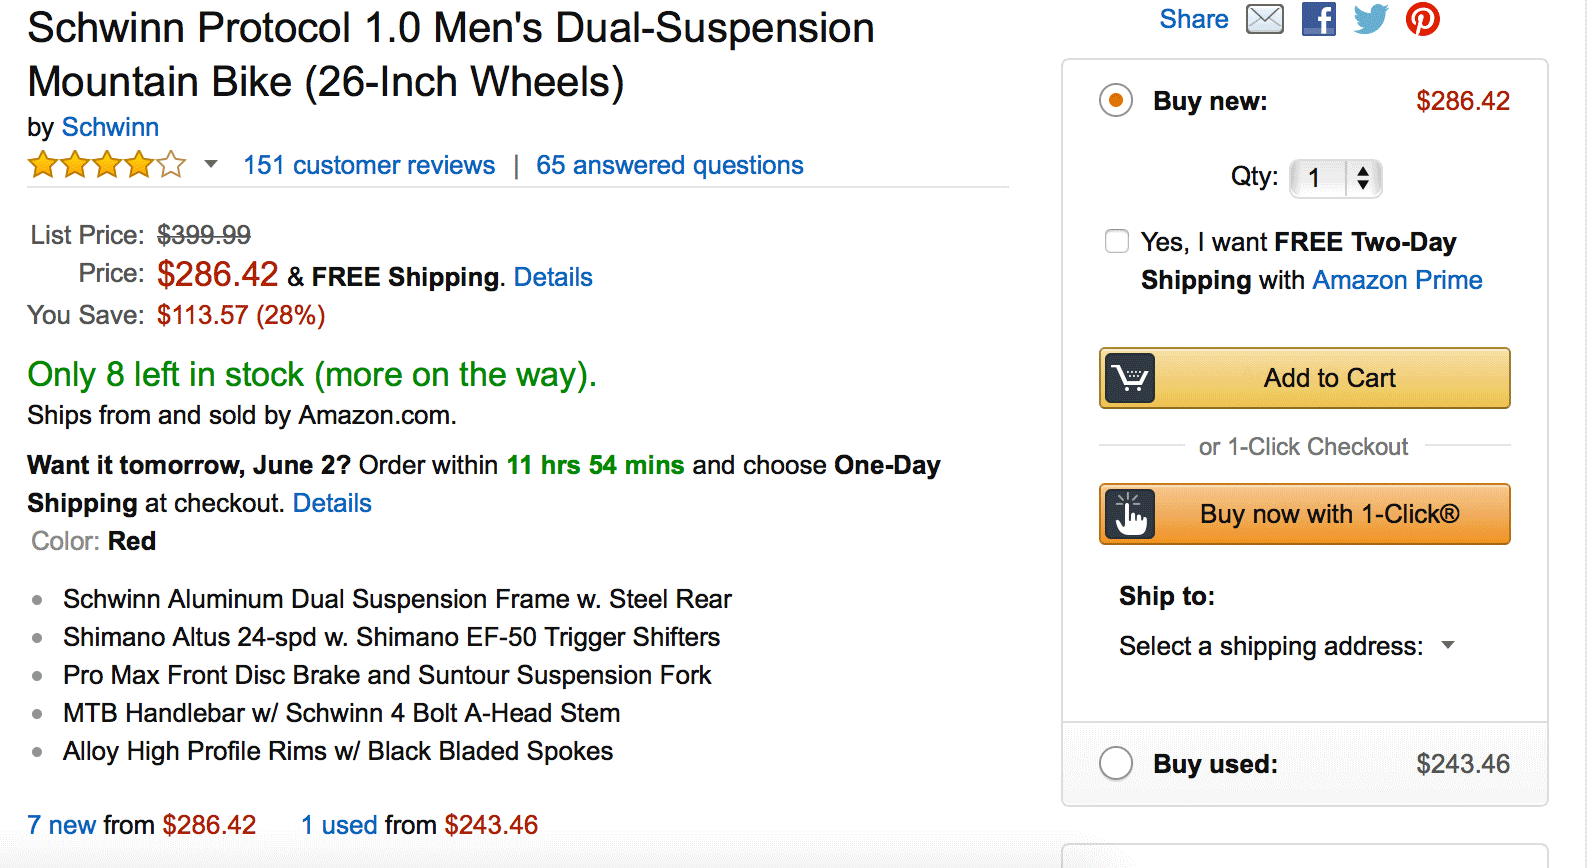 Schwinn Protocol 1.0 Men's Dual-Suspension
Mountain Bike (26-Inch Wheels)
by Schwinn
151 customer reviews | 65 answered questions
List Price: $399.99
Price: $286.42 & FREE Shipping. Details
You Save: $113.57 (28%)
Only 8 left in stock (more on the way).
Ships from and sold by Amazon.com.
Want it tomorrow, June 2? Order within 11 hrs 54 mins and choose One-Day
Shipping at checkout. Details
Color: Red
Schwinn Aluminum Dual Suspension Frame w. Steel Rear
Shimano Altus 24-spd w. Shimano EF-50 Trigger Shifters
Pro Max Front Disc Brake and Suntour Suspension Fork
MTB Handlebar w/ Schwinn 4 Bolt A-Head Stem
Alloy High Profile Rims w/ Black Bladed Spokes
7 new from $286.42 1 used from $243.46
Share
Buy new: $286.42
Qty: 1
Yes, I want FREE Two-Day
Shipping with Amazon Prime
Add to Cart
or 1-Click Checkout
Buy now with 1-Click®
Ship to:
Select a shipping address:
Buy used: $243.46